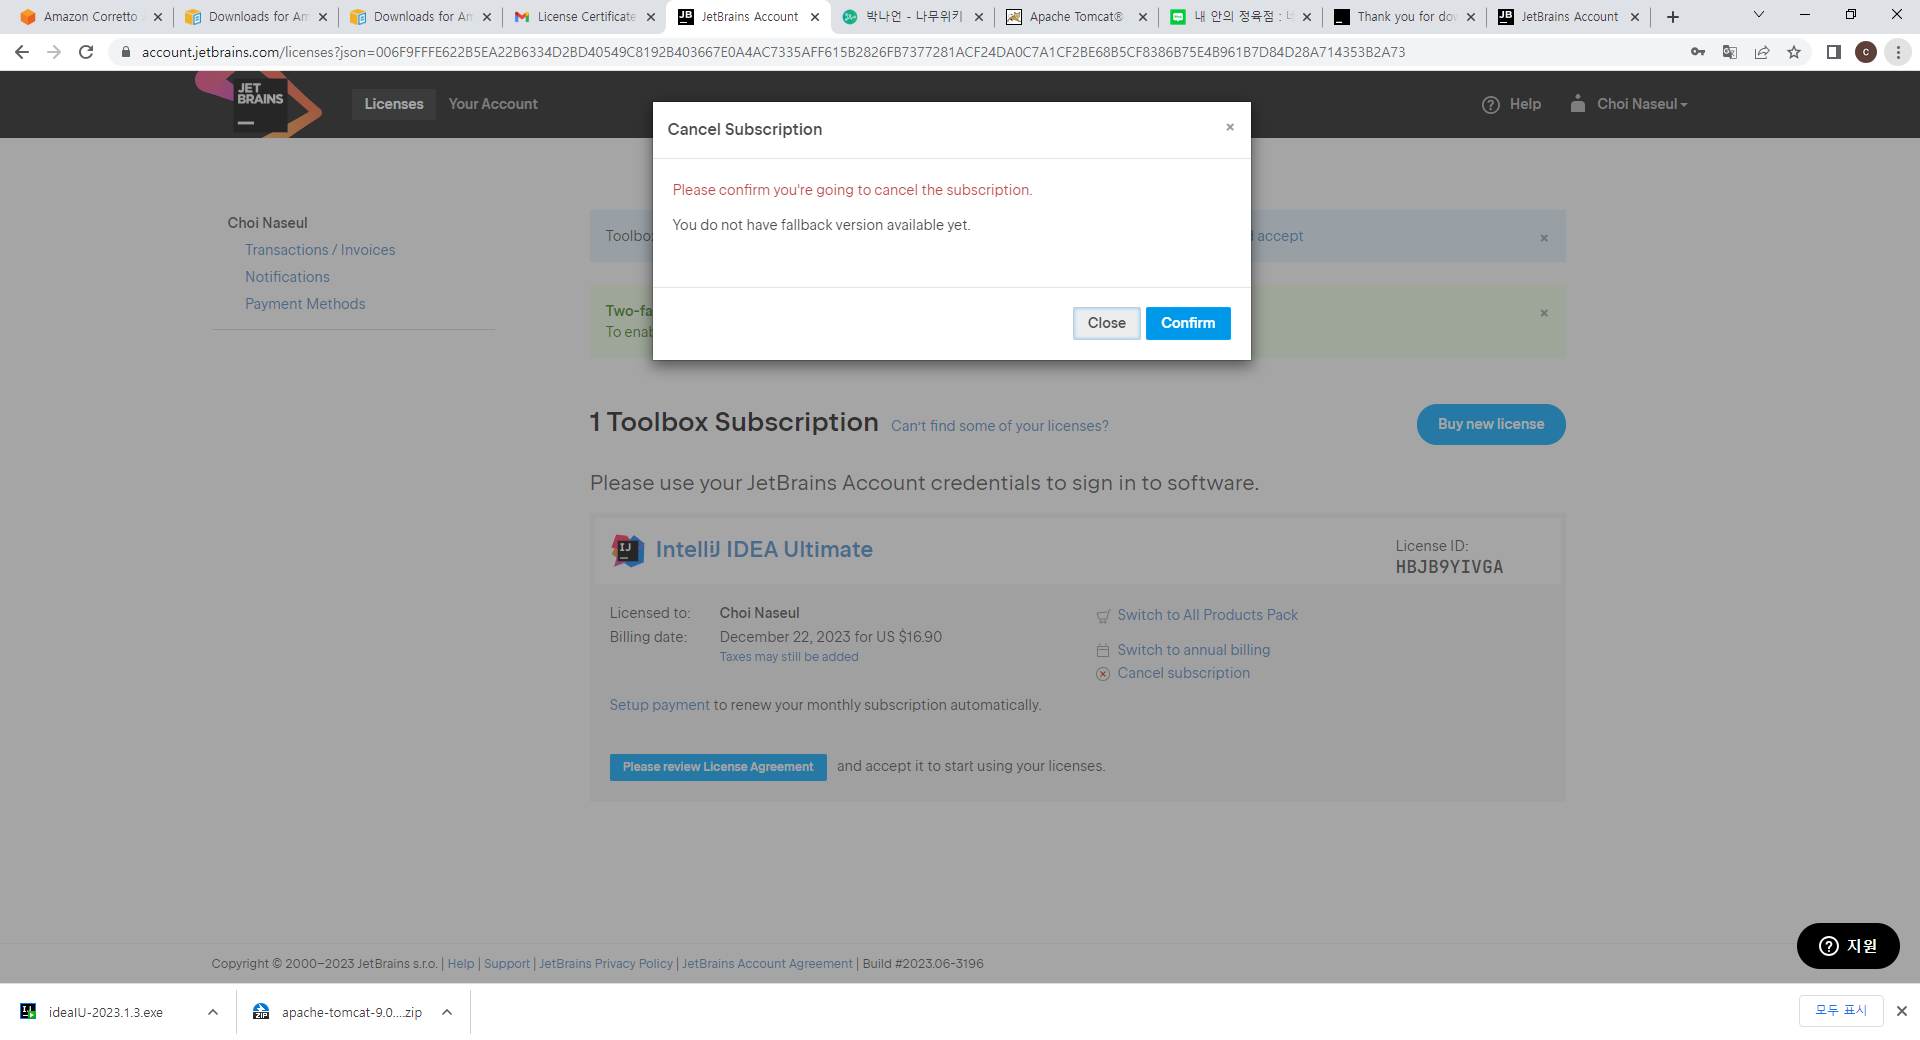 Amazon Corretto
Downloads for Am
Downloads for Am
License Certificate
JetBrains Account
박나언 - 나무위키
Apache Tomcat®
내 안의 정육점 : 네
Thank you for dow
JetBrains Account
account.jetbrains.com/licenses?json=006F9FFFE622B5EA22B6334D2BD40549C8192B403667E0A4AC7335AFF615B2826FB7377281ACF24DA0C7A1CF2BE68B5CF8386B75E4B961B7D84D28A714353B2A73
C
JET
BRAINS
Licenses
Your Account
Help
Choi Naseul
Cancel Subscription
Please confirm you're going to cancel the subscription.
You do not have fallback version available yet.
Close
Confirm
Choi Naseul
Transactions / Invoices
Notifications
Payment Methods
Toolbo
accept
Two-fa
To enab
1 Toolbox Subscription
Can't find some of your licenses?
Buy new license
Please use your JetBrains Account credentials to sign in to software.
IntelliJ IDEA Ultimate
License ID:
HBJB9YIVGA
Licensed to:
Choi Naseul
Billing date:
December 22, 2023 for US $16.90
Taxes may still be added
Switch to All Products Pack
Switch to annual billing
Cancel subscription
Setup payment to renew your monthly subscription automatically.
Please review License Agreement and accept it to start using your licenses.
지원
Copyright © 2000–2023 JetBrains s.r.o. | Help | Support | JetBrains Privacy Policy | JetBrains Account Agreement | Build #2023.06-3196
ideaIU-2023.1.3.exe
apache-tomcat-9.0....zip
모두 표시